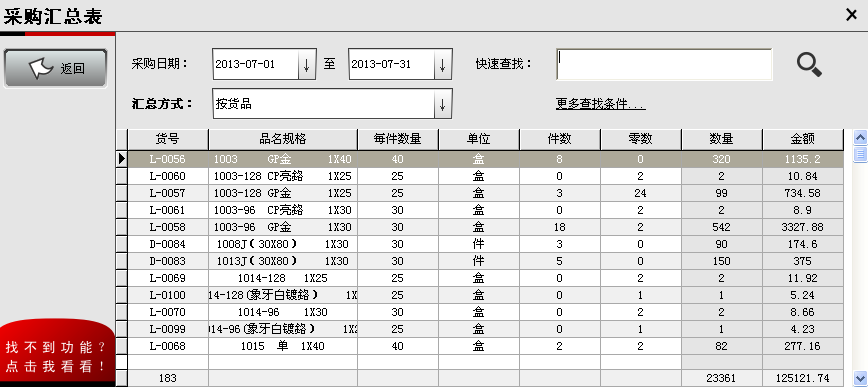 采购汇总表
返回
采购日期： 2013-07-01 至 2013-07-31 快速查找：
汇总方式： 按货品 更多查找条件...
货号 品名规格 每件数量 单位 件数 零数 数量 金额
L-0056 1003 GP金 1X40 40 盒 8 0 320 1135.2
L-0060 1003-128 CP亮鉻 1X25 25 盒 0 2 2 10.84
L-0057 1003-128 GP金 1X25 25 盒 3 24 99 734.58
L-0061 1003-96 CP亮鉻 1X30 30 盒 0 2 2 8.9
L-0058 1003-96 GP金 1X30 30 盒 18 2 542 3327.88
D-0084 1008J(30X80) 1X30 30 件 3 0 90 174.6
D-0083 1013J(30X80) 1X30 30 件 5 0 150 375
L-0069 1014-128 1X25 25 盒 0 2 2 11.92
L-0100 14-128(象牙白镀鉻) 1X 25 盒 0 1 1 5.24
L-0070 1014-96 1X30 30 盒 0 2 2 8.66
L-0099 014-96(象牙白镀鉻) 1X2 25 盒 0 1 1 4.23
L-0068 1015 单 1X40 40 盒 2 2 82 277.16
183 23361 125121.74
找不到功能？
点击我看看！